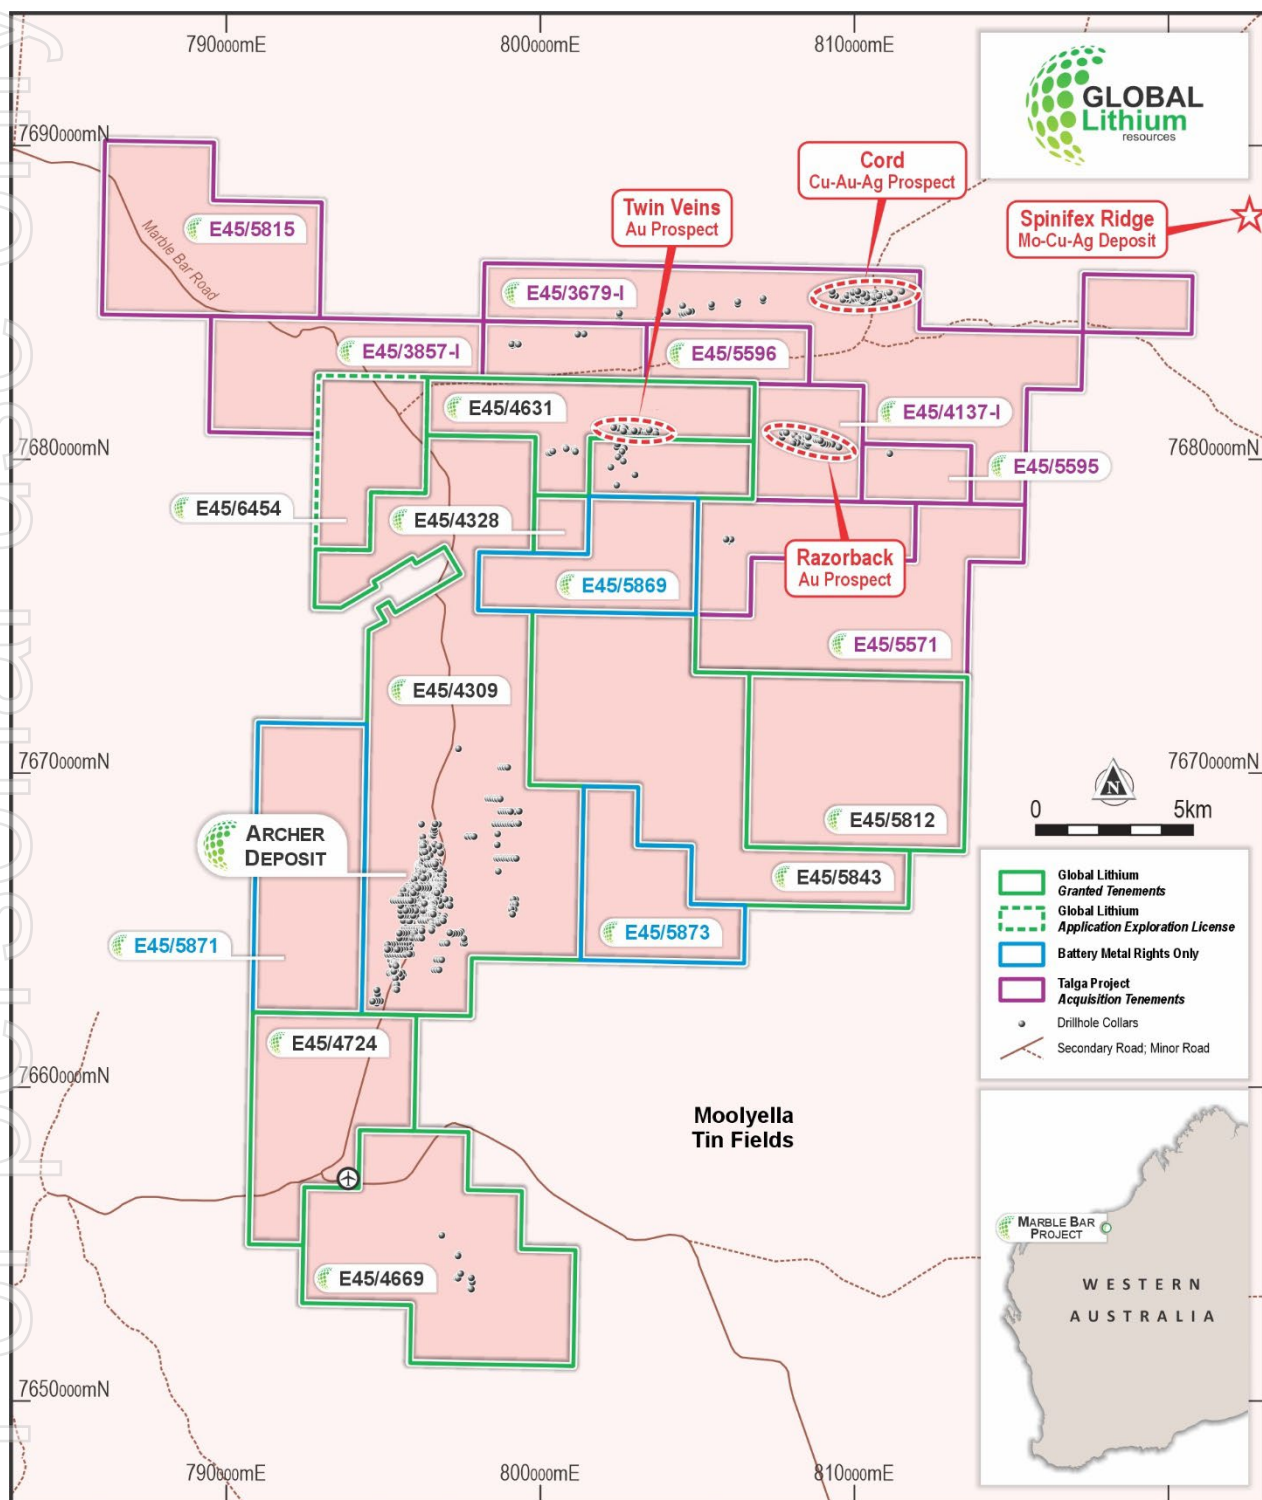 790000mE
800000mE
810000mE
GLOBAL
Lithium
resources
7690000mN
Cord
Cu-Au-Ag Prospect
Twin Veins
Au Prospect
Spinifex Ridge
Mo-Cu-Ag Deposit
E45/5815
Marble Bar Road
E45/3679-I
E45/3857-I
E45/5596
E45/4631
E45/4137-I
7680000mN
7680000mN
E45/5595
E45/6454
E45/4328
Razorback
Au Prospect
E45/5869
E45/5571
E45/4309
7670000mN
7670000mN
0 5km
N
E45/5812
ARCHER
DEPOSIT
E45/5843
E45/5871
E45/5873
Global Lithium
Granted Tenements
Global Lithium
Application Exploration License
Battery Metal Rights Only
Talga Project
Acquisition Tenements
Drillhole Collars
Secondary Road; Minor Road
E45/4724
7660000mN
Moolyella
Tin Fields
MARBLE BAR
PROJECT
WESTERN
AUSTRALIA
E45/4669
7650000mN
790000mE
800000mE
810000mE